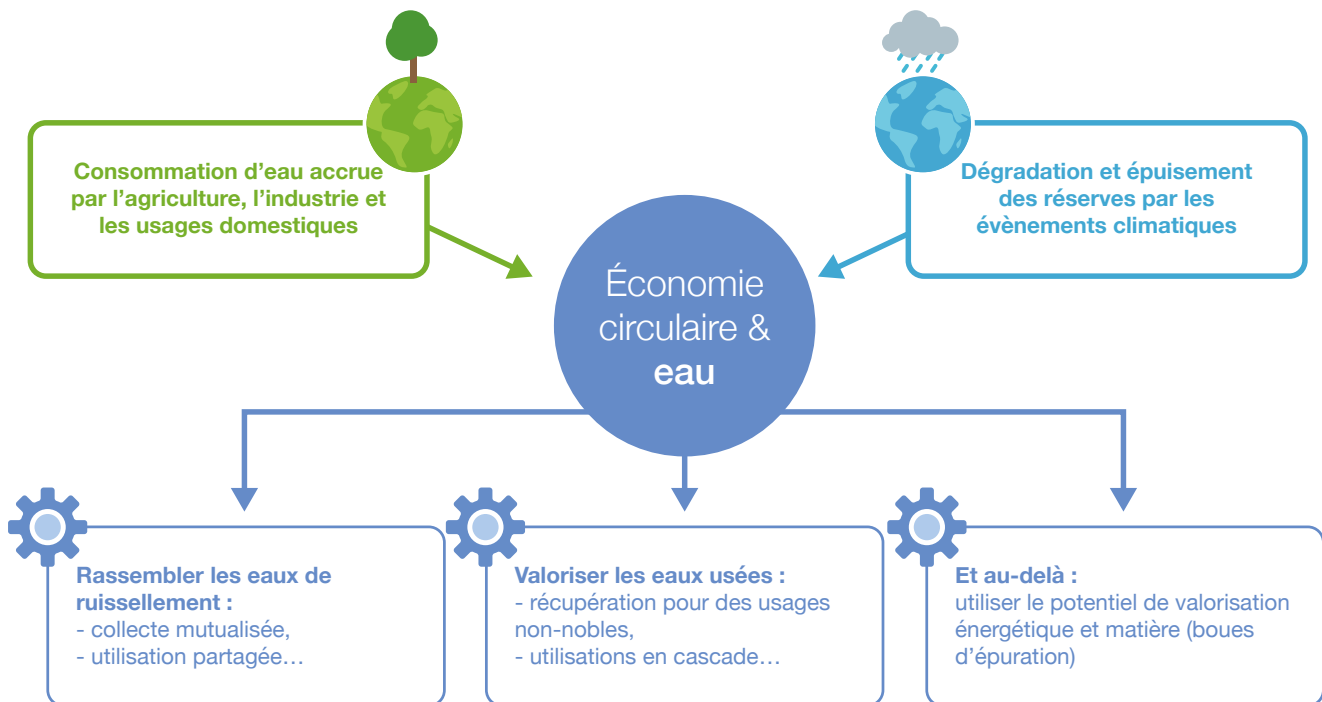 Consommation d’eau accrue
par l’agriculture, l’industrie et
les usages domestiques
Dégradation et épuisement
des réserves par les
évènements climatiques
Économie
circulaire &
eau
Rassembler les eaux de
ruissellement :
- collecte mutualisée,
- utilisation partagée…
Valoriser les eaux usées :
- récupération pour des usages
non-nobles,
- utilisations en cascade…
Et au-delà :
utiliser le potentiel de valorisation
énergétique et matière (boues
d’épuration)